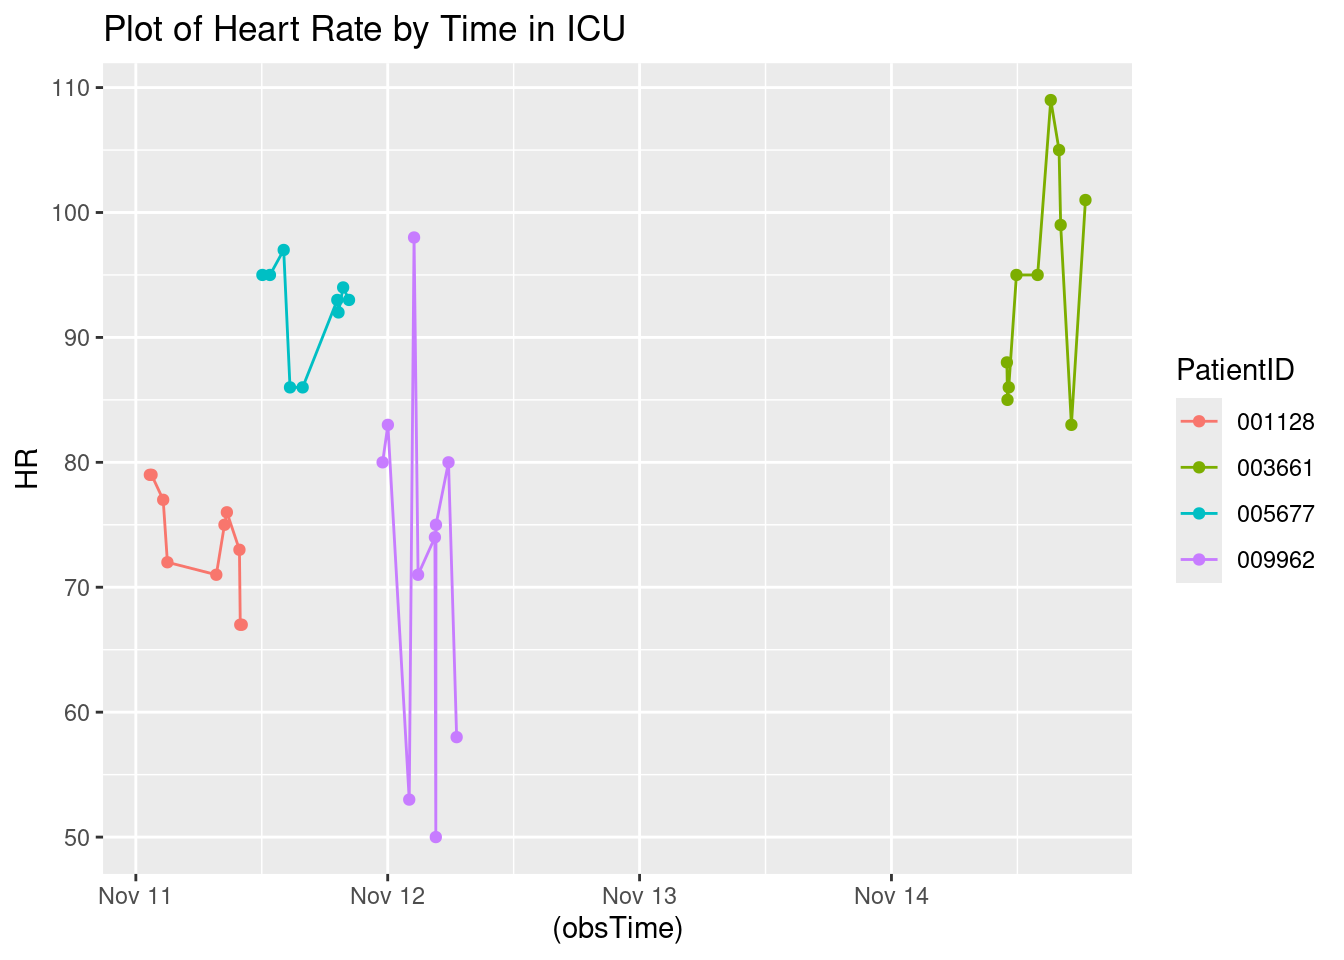 Plot of Heart Rate by Time in ICU
110
100
90
80
70
60
50
HR
Nov 11 Nov 12 Nov 13 Nov 14
(obsTime)
PatientID
001128
003661
005677
009962